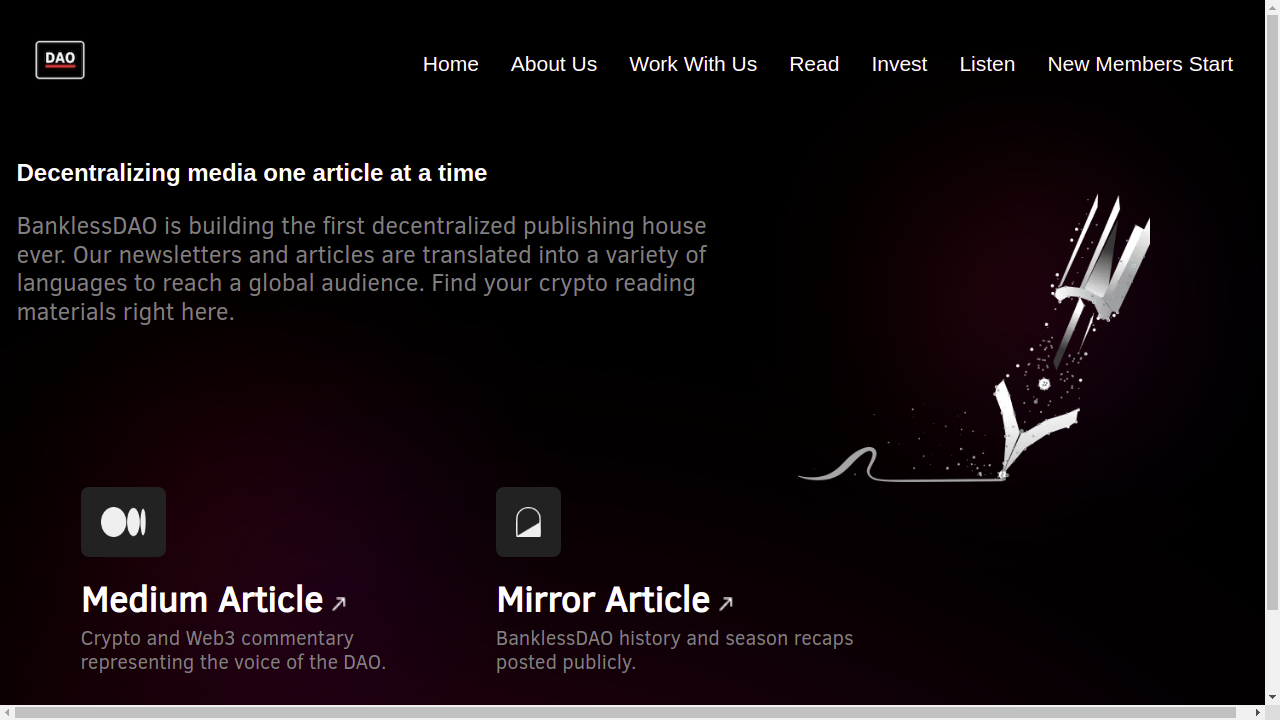 DAO
Home About Us Work With Us Read Invest Listen New Members Start
Decentralizing media one article at a time
BanklessDAO is building the first decentralized publishing house
ever. Our newsletters and articles are translated into a variety of
languages to reach a global audience. Find your crypto reading
materials right here.
Medium Article
Crypto and Web3 commentary
representing the voice of the DAO.
Mirror Article
BanklessDAO history and season recaps
posted publicly.